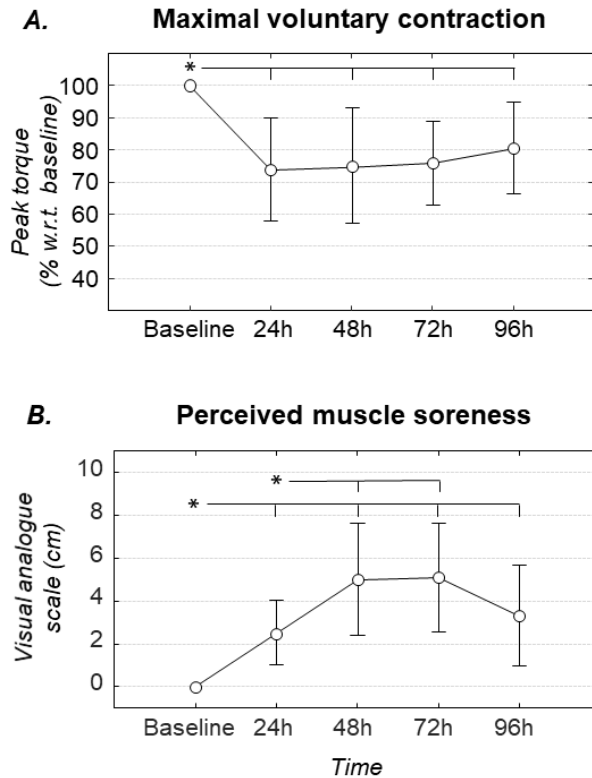 A. Maximal voluntary contraction
*
100
90
80
70
60
50
40
Peak torque
(% w.r.t. baseline)
Baseline 24h 48h 72h 96h
B. Perceived muscle soreness
10
*
*
8
6
4
2
0
Visual analogue
scale (cm)
Baseline 24h 48h 72h 96h
Time